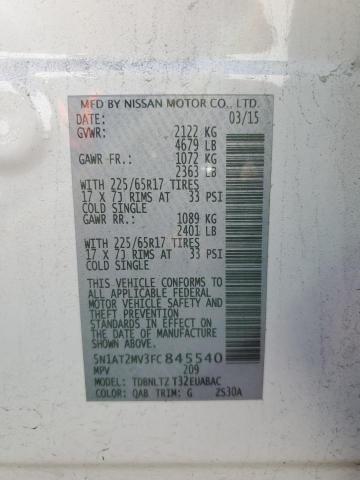 MFD BY NISSAN MOTOR CO., LTD.
DATE: 03/15
GVWR: 2122 KG
4679 LB
GAWR FR.: 1072 KG
2363 LB
WITH 225/65R17 TIRES
17 X 7J RIMS AT 33 PSI
COLD SINGLE
GAWR RR.: 1089 KG
2401 LB
WITH 225/65R17 TIRES
17 X 7J RIMS AT 33 PSI
COLD SINGLE
THIS VEHICLE CONFORMS TO
ALL APPLICABLE FEDERAL
MOTOR VEHICLE SAFETY AND
THEFT PREVENTION STANDARDS
IN EFFECT ON THE DATE OF
MANUFACTURE SHOWN ABOVE.
5N1AT2MV3FC845540
MPV 209
MODEL: TDBNLTZ T32EUABAC
COLOR: QAB TRIM: G ZS30A